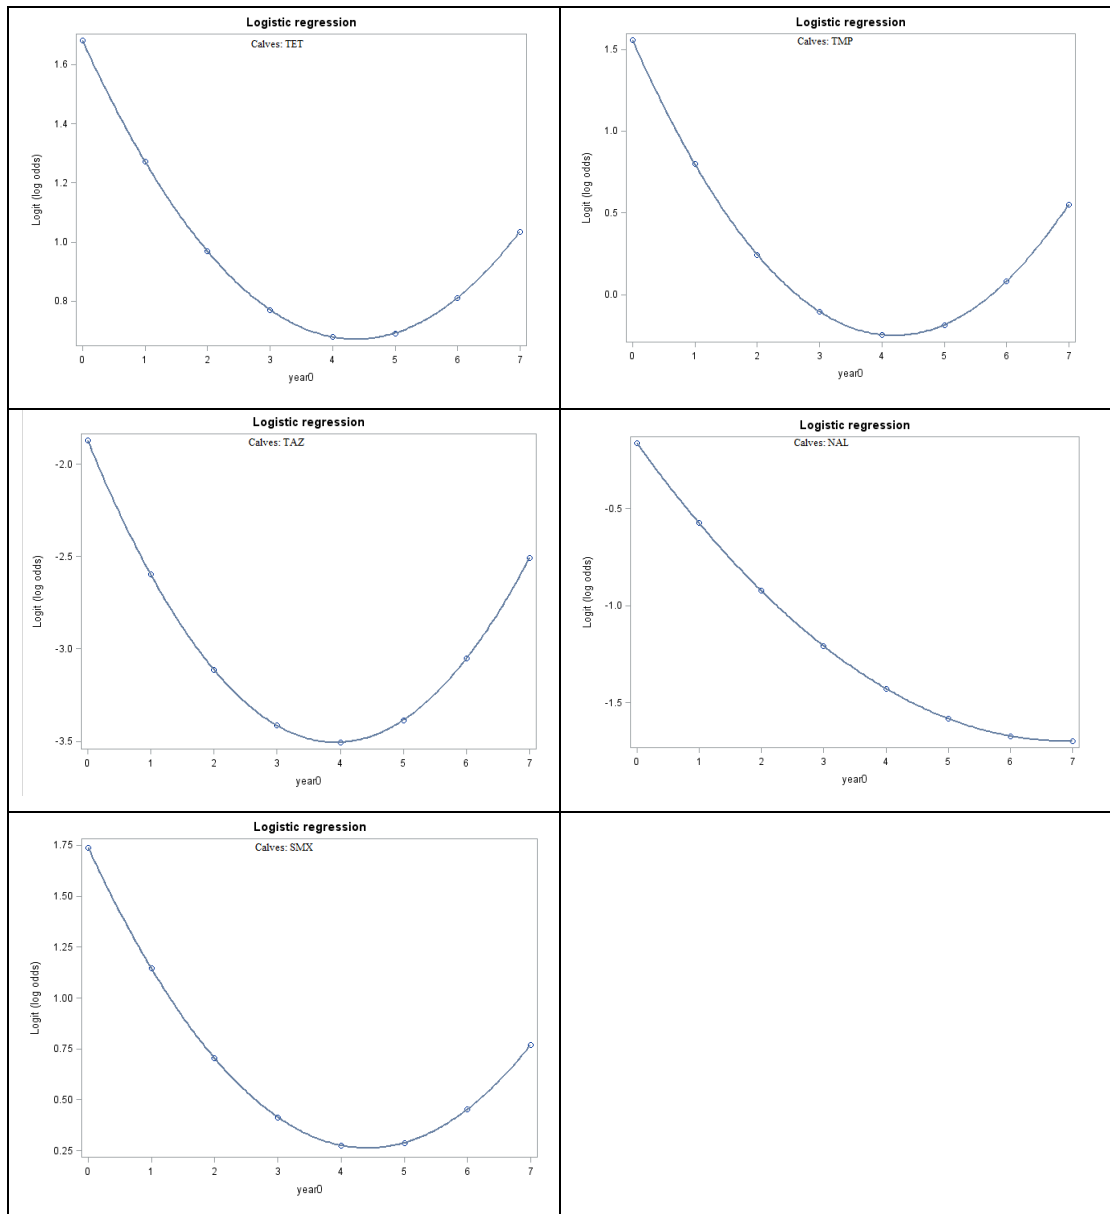 Logistic regression
Calves: TET
1.6
1.4
1.2
1.0
0.8
Logit (log odds)
0 1 2 3 4 5 6 7
year0
Logistic regression
Calves: TMP
1.5
1.0
0.5
0.0
Logit (log odds)
0 1 2 3 4 5 6 7
year0
Logistic regression
Calves: TAZ
-2.0
-2.5
-3.0
-3.5
Logit (log odds)
0 1 2 3 4 5 6 7
year0
Logistic regression
Calves: NAL
-0.5
-1.0
-1.5
Logit (log odds)
0 1 2 3 4 5 6 7
year0
Logistic regression
Calves: SMX
1.75
1.50
1.25
1.00
0.75
0.50
0.25
Logit (log odds)
0 1 2 3 4 5 6 7
year0